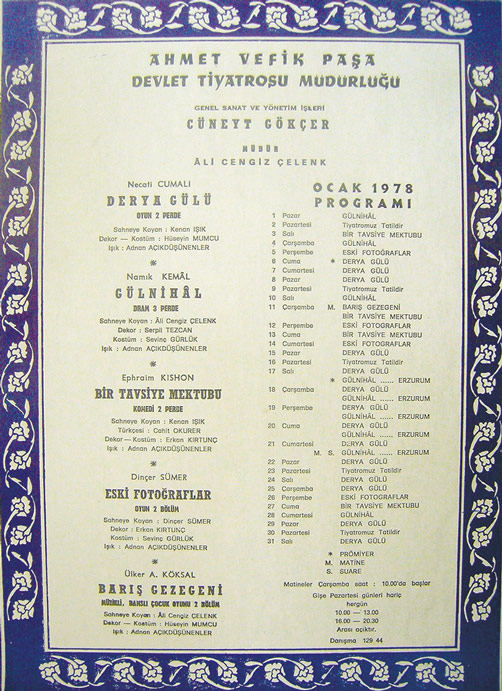 AHMET VEFİK PAŞA
DEVLET TİYATROSU MÜDÜRLÜĞÜ
GENEL SANAT VE YÖNETİM İŞLERİ
CÜNEYT GÖKÇER
MÜDÜR
ÂLİ CENGİZ ÇELENK
Necati CUMALI
DERYA GÜLÜ
OYUN 2 PERDE
Sahneye Koyan : Kenan IŞIK
Dekor — Kostüm : Hüseyin MUMCU
Işık : Adnan AÇIKDÜŞÜNENLER
*
Namık KEMÂL
GÜLNİHÂL
DRAM 3 PERDE
Sahneye Koyan : Âli Cengiz ÇELENK
Dekor : Serpil TEZCAN
Kostüm : Sevinç GÜRLÜK
Işık : Adnan AÇIKDÜŞÜNENLER
*
Ephraim KISHON
BİR TAVSİYE MEKTUBU
KOMEDİ 2 PERDE
Sahneye Koyan : Kenan IŞIK
Türkçesi : Cahit OKURER
Dekor — Kostüm : Erkan KIRTUNÇ
Işık : Adnan AÇIKDÜŞÜNENLER
*
Dinçer SÜMER
ESKİ FOTOĞRAFLAR
OYUN 2 BÖLÜM
Sahneye Koyan : Dinçer SÜMER
Dekor : Erkan KIRTUNÇ
Kostüm : Sevinç GÜRLÜK
Işık : Adnan AÇIKDÜŞÜNENLER
*
Ülker A. KÖKSAL
BARIŞ GEZEGENİ
MÜZİKLİ, DANSLI ÇOCUK OYUNU 2 BÖLÜM
Sahneye Koyan : Âli Cengiz ÇELENK
Dekor — Kostüm : Hüseyin MUMCU
Işık : Adnan AÇIKDÜŞÜNENLER
OCAK 1978
PROGRAMI
1 Pazar GÜLNİHÂL
2 Pazartesi Tiyatromuz Tatildir
3 Salı BİR TAVSİYE MEKTUBU
4 Çarşamba GÜLNİHÂL
5 Perşembe ESKİ FOTOĞRAFLAR
6 Cuma * DERYA GÜLÜ
7 Cumartesi DERYA GÜLÜ
8 Pazar DERYA GÜLÜ
9 Pazartesi Tiyatromuz Tatildir
10 Salı GÜLNİHÂL
11 Çarşamba M. BARIŞ GEZEGENİ
BİR TAVSİYE MEKTUBU
12 Perşembe ESKİ FOTOĞRAFLAR
13 Cuma BİR TAVSİYE MEKTUBU
14 Cumartesi ESKİ FOTOĞRAFLAR
15 Pazar DERYA GÜLÜ
16 Pazartesi Tiyatromuz Tatildir
17 Salı DERYA GÜLÜ
* GÜLNİHÂL ...... ERZURUM
18 Çarşamba DERYA GÜLÜ
GÜLNİHÂL ...... ERZURUM
19 Perşembe DERYA GÜLÜ
GÜLNİHÂL ...... ERZURUM
20 Cuma DERYA GÜLÜ
GÜLNİHÂL ...... ERZURUM
21 Cumartesi DERYA GÜLÜ
M. S. GÜLNİHÂL ...... ERZURUM
22 Pazar DERYA GÜLÜ
23 Pazartesi Tiyatromuz Tatildir
24 Salı DERYA GÜLÜ
25 Çarşamba DERYA GÜLÜ
26 Perşembe ESKİ FOTOĞRAFLAR
27 Cuma BİR TAVSİYE MEKTUBU
28 Cumartesi GÜLNİHÂL
29 Pazar DERYA GÜLÜ
30 Pazartesi Tiyatromuz Tatildir
31 Salı DERYA GÜLÜ
* PRÖMİYER
M. MATİNE
S. SUARE
Matineler Çarşamba saat : 10.00'da başlar
Gişe Pazartesi günleri hariç
hergün
10.00 — 13.00
16.00 — 20.30
Arası açıktır.
Danışma 129 44